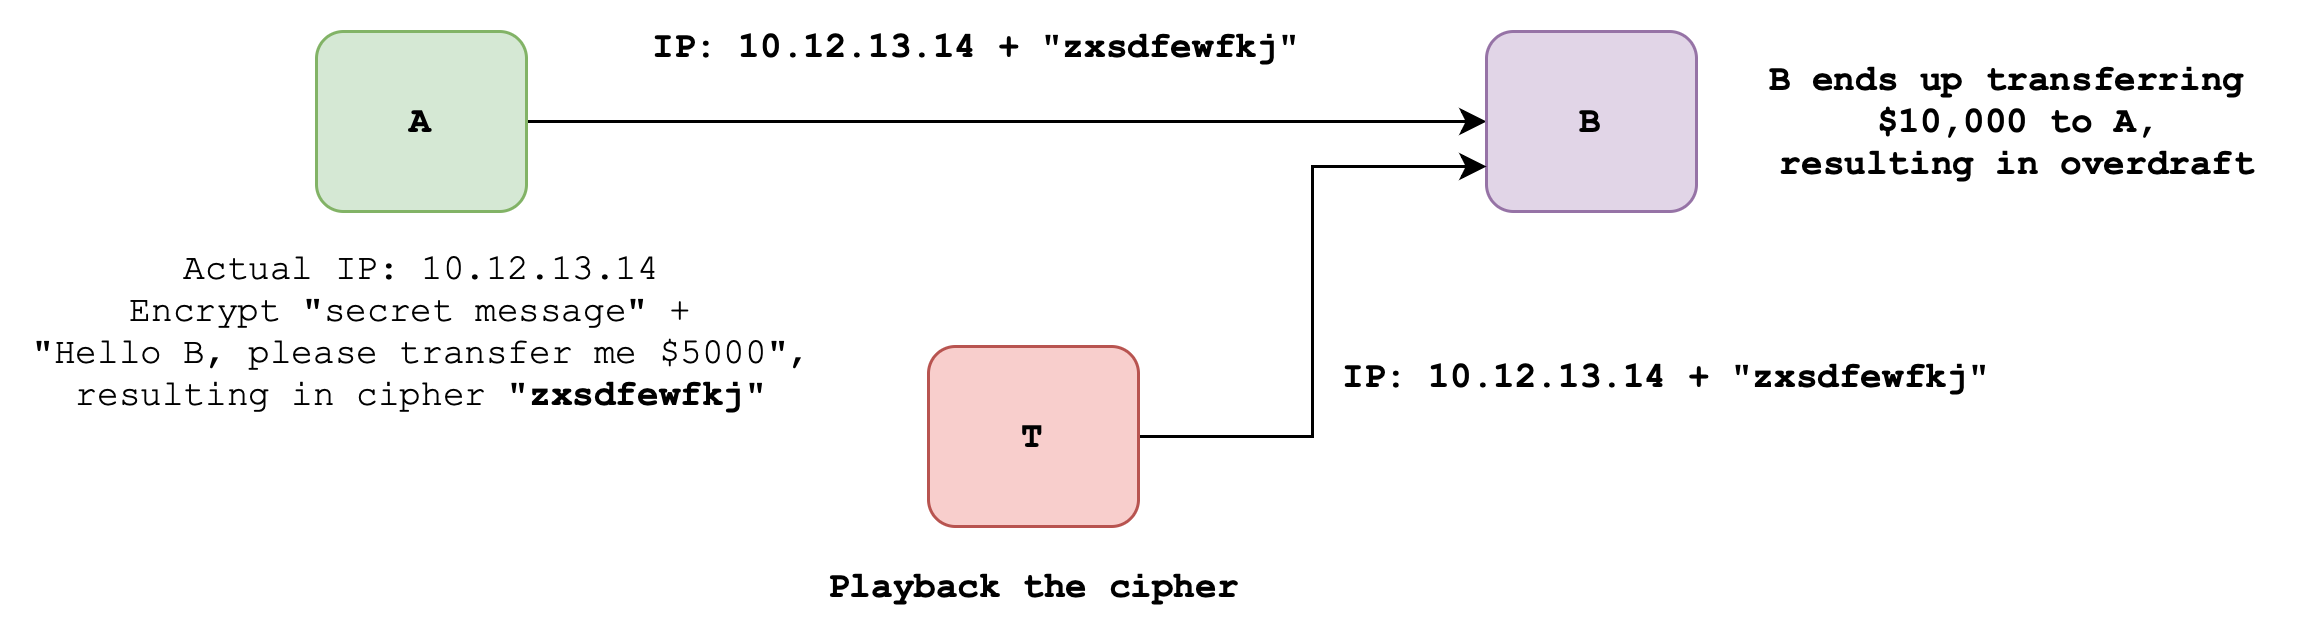 IP: 10.12.13.14 + "zxsdfewfkj"
A
B
B ends up transferring
$10,000 to A,
resulting in overdraft
Actual IP: 10.12.13.14
Encrypt "secret message" +
"Hello B, please transfer me $5000",
resulting in cipher "zxsdfewfkj"
IP: 10.12.13.14 + "zxsdfewfkj"
T
Playback the cipher